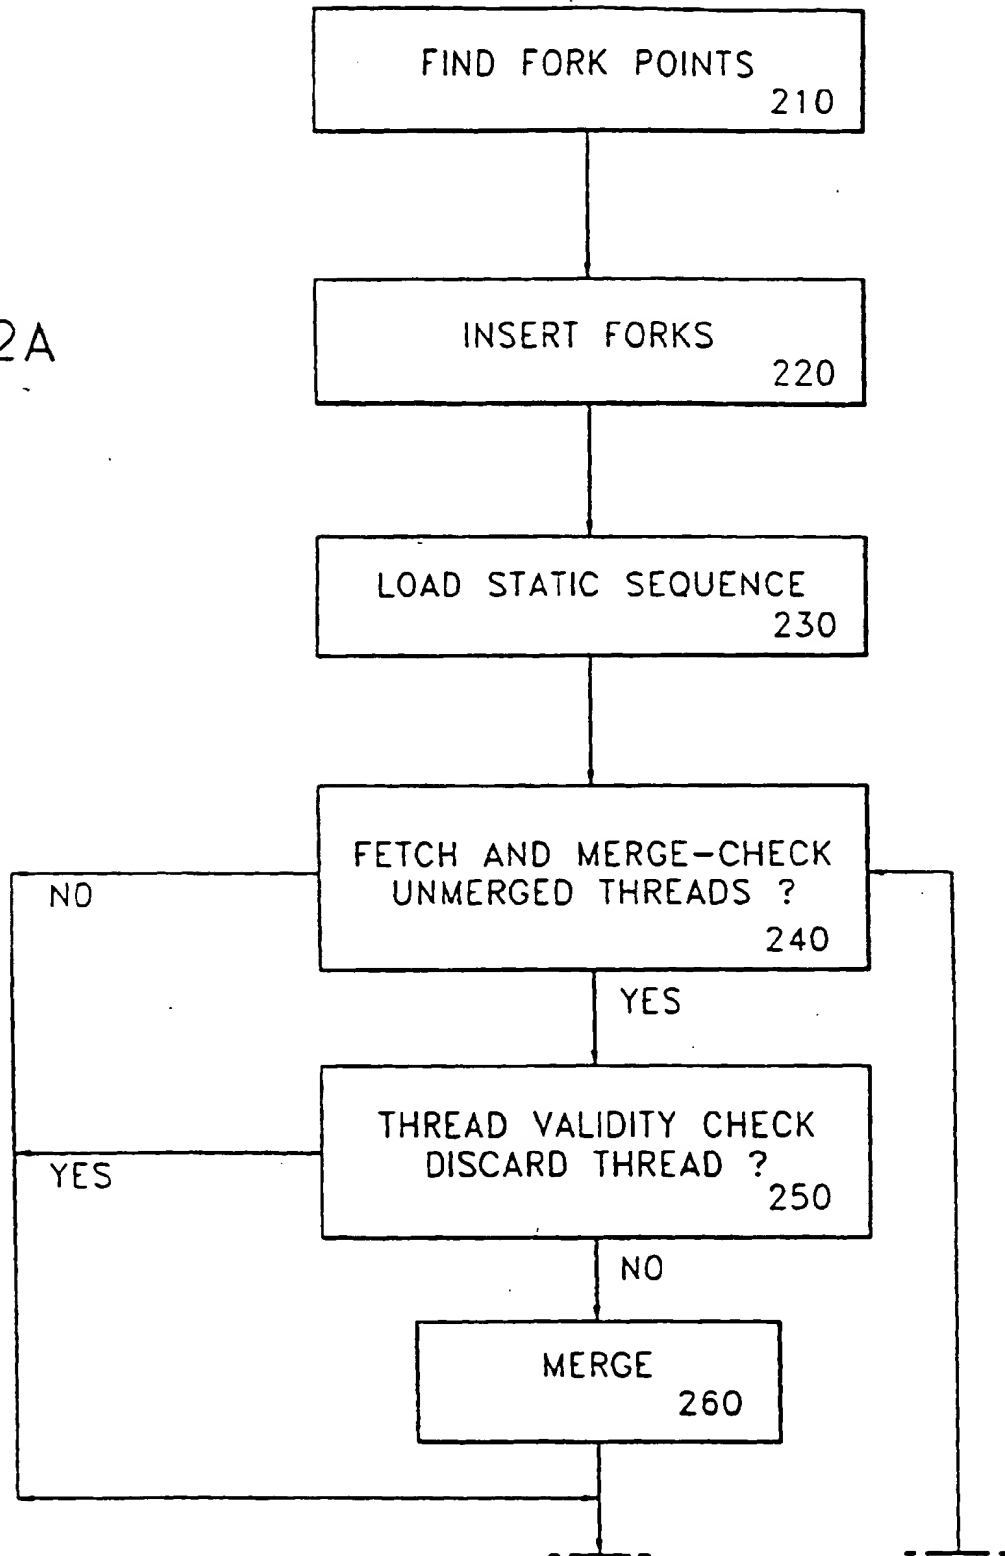 FIND FORK POINTS
210
INSERT FORKS
220
2A
LOAD STATIC SEQUENCE
230
FETCH AND MERGE-CHECK
UNMERGED THREADS ?
240
NO
YES
THREAD VALIDITY CHECK
DISCARD THREAD ?
250
YES
NO
MERGE
260